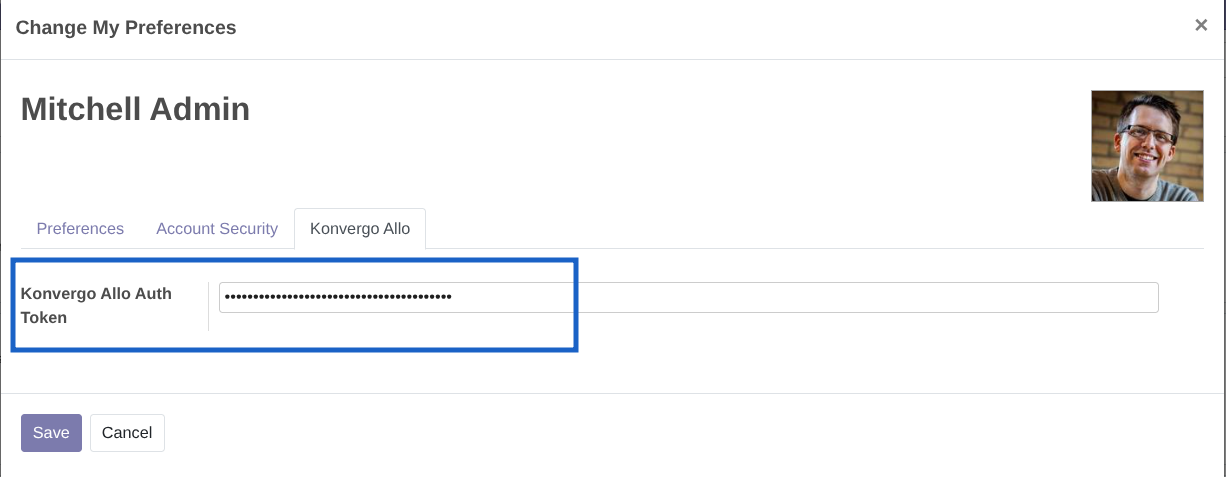 Change My Preferences ×
Mitchell Admin
Preferences Account Security Konvergo Allo
Konvergo Allo Auth
Token
••••••••••••••••••••••••••••••••••••••••
Save Cancel